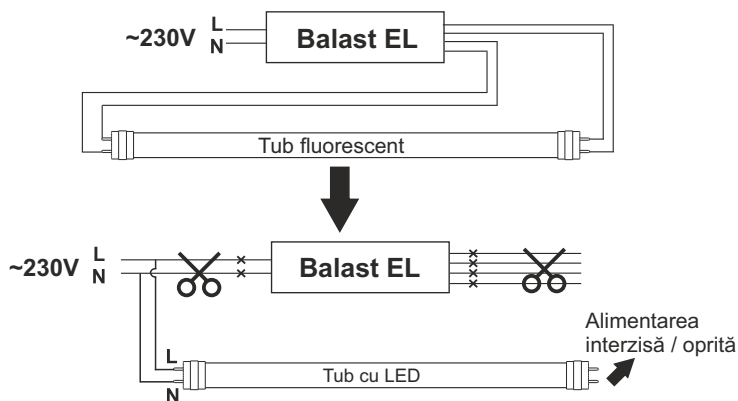 ~230V
L
N
Balast EL
Tub fluorescent
~230V
L
N
Balast EL
Alimentarea
interzisă / oprită
L
N
Tub cu LED